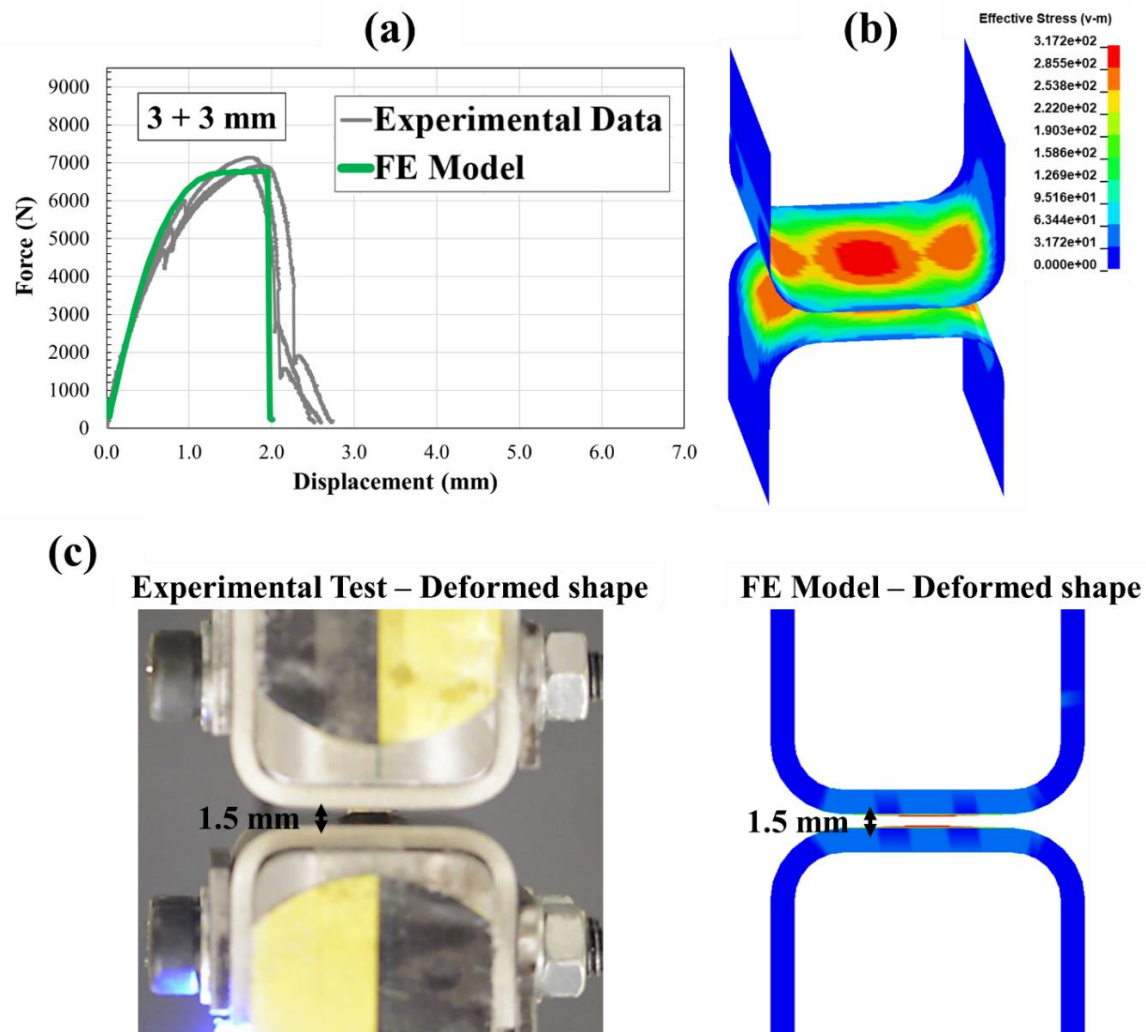 (a)
9000
8000
7000
6000
5000
4000
3000
2000
1000
0
Force (N)
3 + 3 mm
Experimental Data
FE Model
0.0 1.0 2.0 3.0 4.0 5.0 6.0 7.0
Displacement (mm)
(b)
Effective Stress (v-m)
3.172e+02
2.855e+02
2.538e+02
2.220e+02
1.903e+02
1.586e+02
1.269e+02
9.516e+01
6.344e+01
3.172e+01
0.000e+00
(c)
Experimental Test – Deformed shape
1.5 mm
FE Model – Deformed shape
1.5 mm